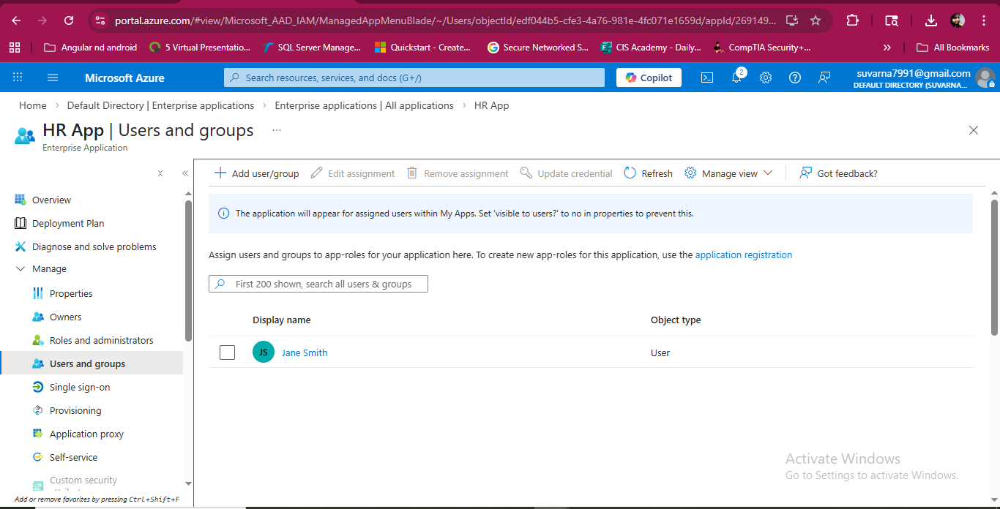 portal.azure.com/#view/Microsoft_AAD_IAM/ManagedAppMenuBlade/~/Users/objectId/edf044b5-cfe3-4a76-981e-4fc071e1659d/appId/269149...
Angular nd android
5 Virtual Presentatio...
SQL Server Manage...
Quickstart - Create...
Secure Networked S...
CIS Academy - Daily,...
CompTIA Security+...
All Bookmarks
Microsoft Azure
Search resources, services, and docs (G+/)
Copilot
2
suvarna7991@gmail.com
DEFAULT DIRECTORY (SUVARNA...
Home > Default Directory | Enterprise applications > Enterprise applications | All applications > HR App
HR App | Users and groups ...
Enterprise Application
Add user/group
Edit assignment
Remove assignment
Update credential
Refresh
Manage view
Got feedback?
Overview
Deployment Plan
Diagnose and solve problems
Manage
Properties
Owners
Roles and administrators
Users and groups
Single sign-on
Provisioning
Application proxy
Self-service
Custom security
Add or remove favorites by pressing Ctrl+Shift+F
The application will appear for assigned users within My Apps. Set 'visible to users?' to no in properties to prevent this.
Assign users and groups to app-roles for your application here. To create new app-roles for this application, use the application registration
First 200 shown, search all users & groups
Display name
Object type
JS
Jane Smith
User
Activate Windows
Go to Settings to activate Windows.